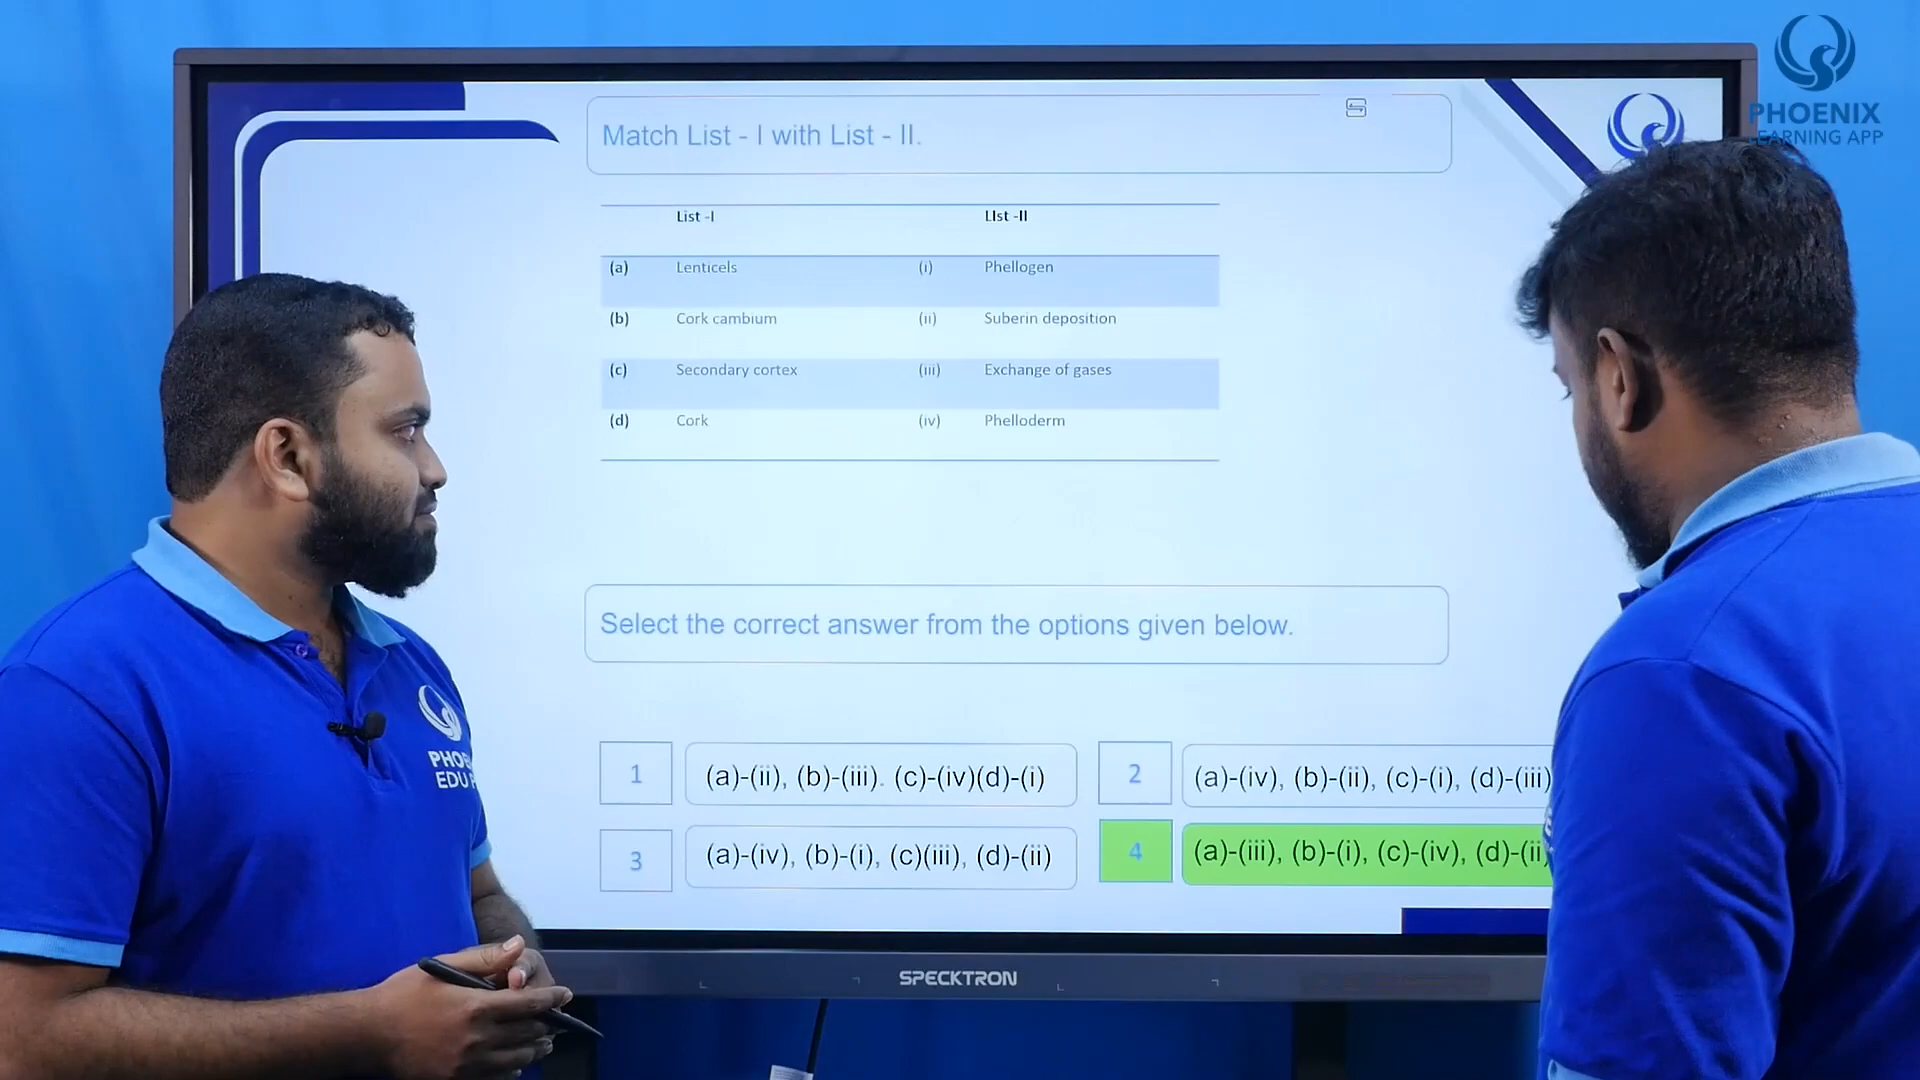 PHOENIX
LEARNING APP
Match List - I with List - II.
List -I LIst -II
(a) Lenticels (i) Phellogen
(b) Cork cambium (ii) Suberin deposition
(c) Secondary cortex (iii) Exchange of gases
(d) Cork (iv) Phelloderm
Select the correct answer from the options given below.
1 (a)-(ii), (b)-(iii). (c)-(iv)(d)-(i)
2 (a)-(iv), (b)-(ii), (c)-(i), (d)-(iii)
3 (a)-(iv), (b)-(i), (c)(iii), (d)-(ii)
4 (a)-(iii), (b)-(i), (c)-(iv), (d)-(ii)
SPECKTRON